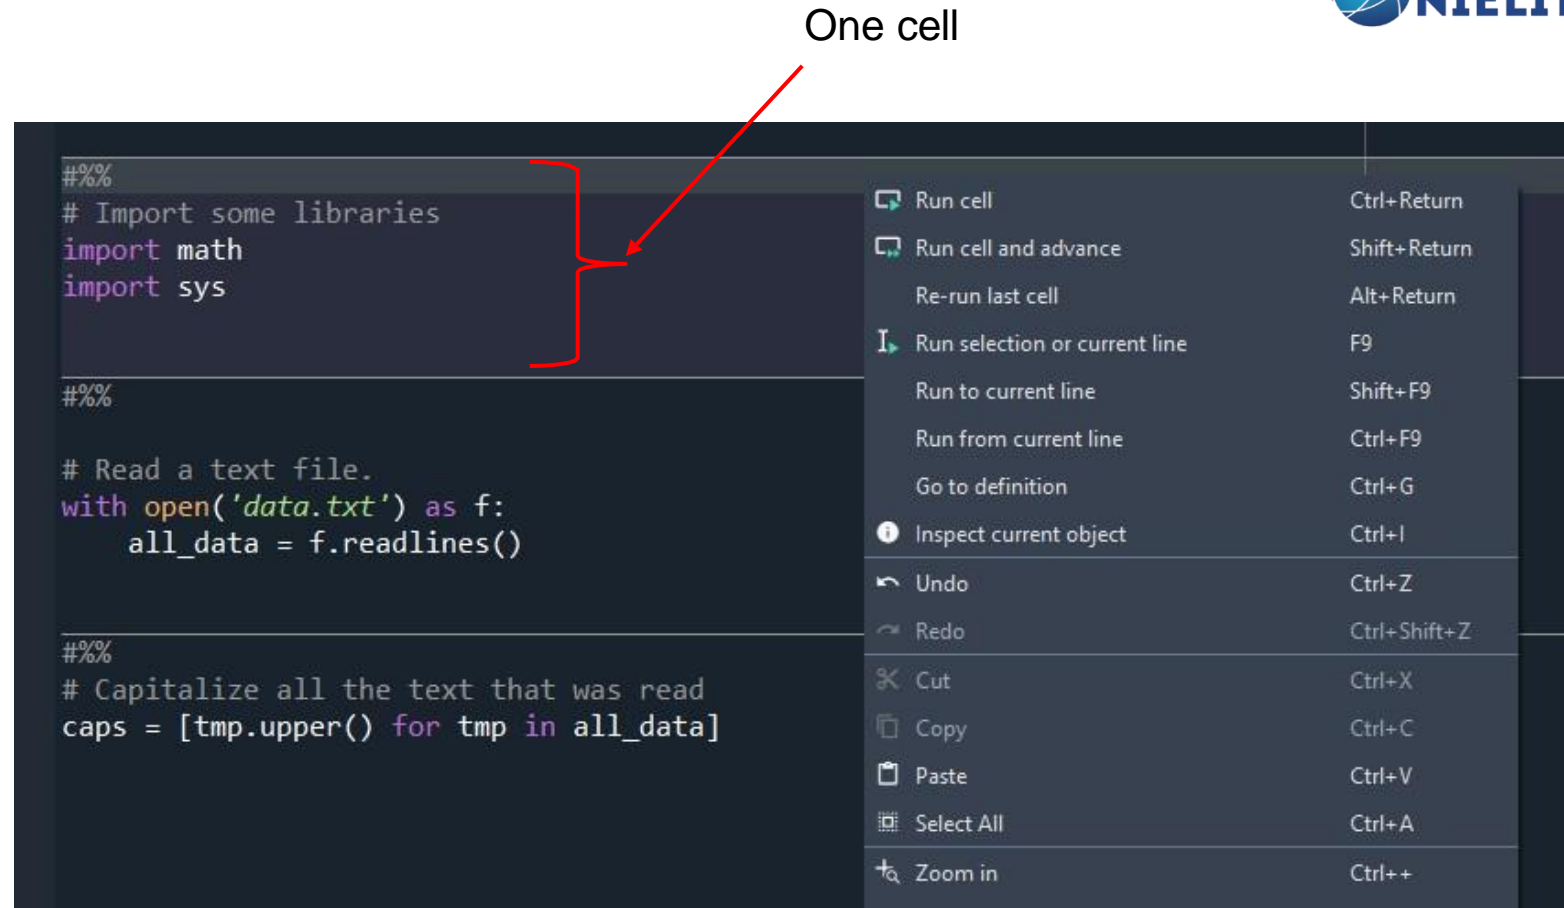 NIELIT
One cell
#%%
# Import some libraries
import math
import sys
#%%
# Read a text file.
with open('data.txt') as f:
    all_data = f.readlines()
#%%
# Capitalize all the text that was read
caps = [tmp.upper() for tmp in all_data]
Run cell Ctrl+Return
Run cell and advance Shift+Return
Re-run last cell Alt+Return
Run selection or current line F9
Run to current line Shift+F9
Run from current line Ctrl+F9
Go to definition Ctrl+G
Inspect current object Ctrl+I
Undo Ctrl+Z
Redo Ctrl+Shift+Z
Cut Ctrl+X
Copy Ctrl+C
Paste Ctrl+V
Select All Ctrl+A
Zoom in Ctrl++